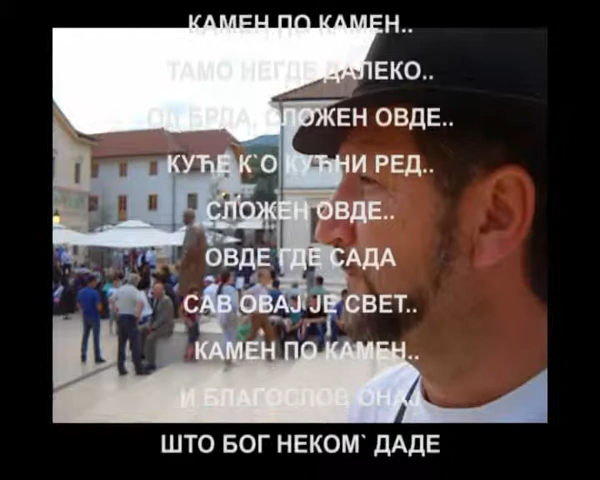 КАМЕН ПО КАМЕН..
ТАМО НЕГДЕ ДАЛЕКО..
ОД БРДА, СЛОЖЕН ОВДЕ..
КУЋЕ К`О КУЋНИ РЕД..
СЛОЖЕН ОВДЕ..
ОВДЕ ГДЕ САДА
САВ ОВАЈ ЈЕ СВЕТ..
КАМЕН ПО КАМЕН..
И БЛАГОСЛОВ ОНАЈ
ШТО БОГ НЕКОМ` ДАДЕ